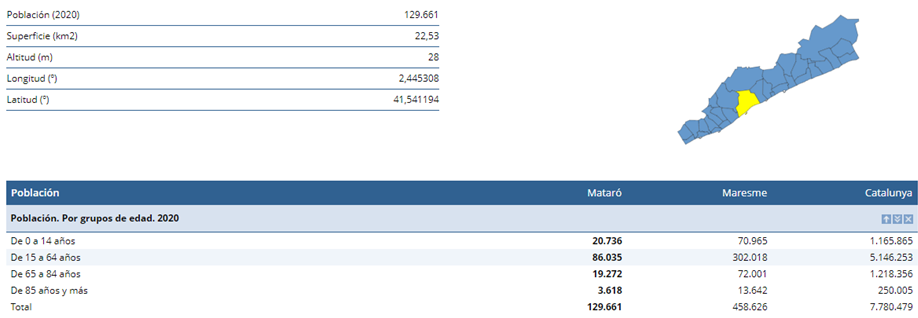 Población (2020) 129.661
Superficie (km2) 22,53
Altitud (m) 28
Longitud (º) 2,445308
Latitud (º) 41,541194
Población Mataró Maresme Catalunya
Población. Por grupos de edad. 2020
De 0 a 14 años 20.736 70.965 1.165.865
De 15 a 64 años 86.035 302.018 5.146.253
De 65 a 84 años 19.272 72.001 1.218.356
De 85 años y más 3.618 13.642 250.005
Total 129.661 458.626 7.780.479